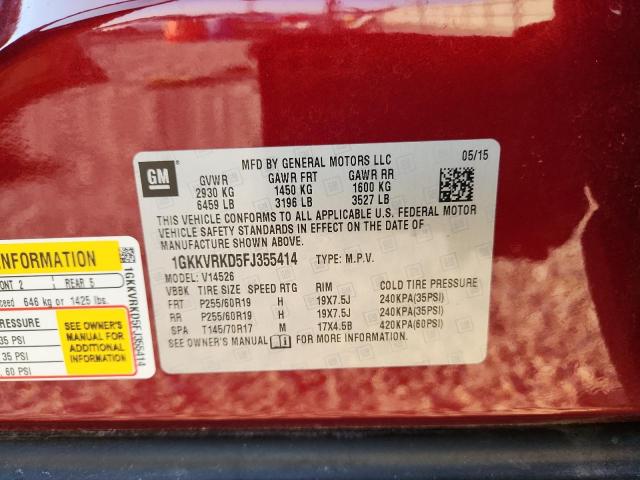 GM
MFD BY GENERAL MOTORS LLC 05/15
GVWR GAWR FRT GAWR RR
2930 KG 1450 KG 1600 KG
6459 LB 3196 LB 3527 LB
THIS VEHICLE CONFORMS TO ALL APPLICABLE U.S. FEDERAL MOTOR
VEHICLE SAFETY STANDARDS IN EFFECT ON THE DATE OF
MANUFACTURE SHOWN ABOVE.
1GKKVRKD5FJ355414 TYPE: M.P.V.
MODEL: V14526
VBBK TIRE SIZE SPEED RTG RIM COLD TIRE PRESSURE
FRT P255/60R19 H 19X7.5J 240KPA(35PSI)
RR P255/60R19 H 19X7.5J 240KPA(35PSI)
SPA T145/70R17 M 17X4.5B 420KPA(60PSI)
SEE OWNER'S MANUAL FOR MORE INFORMATION.
INFORMATION
ONT 2 REAR 5
ceed 646 kg or 1425 lbs.
PRESSURE
35 PSI
35 PSI
60 PSI
SEE OWNER'S
MANUAL FOR
ADDITIONAL
INFORMATION
1GKKVRKD5FJ355414